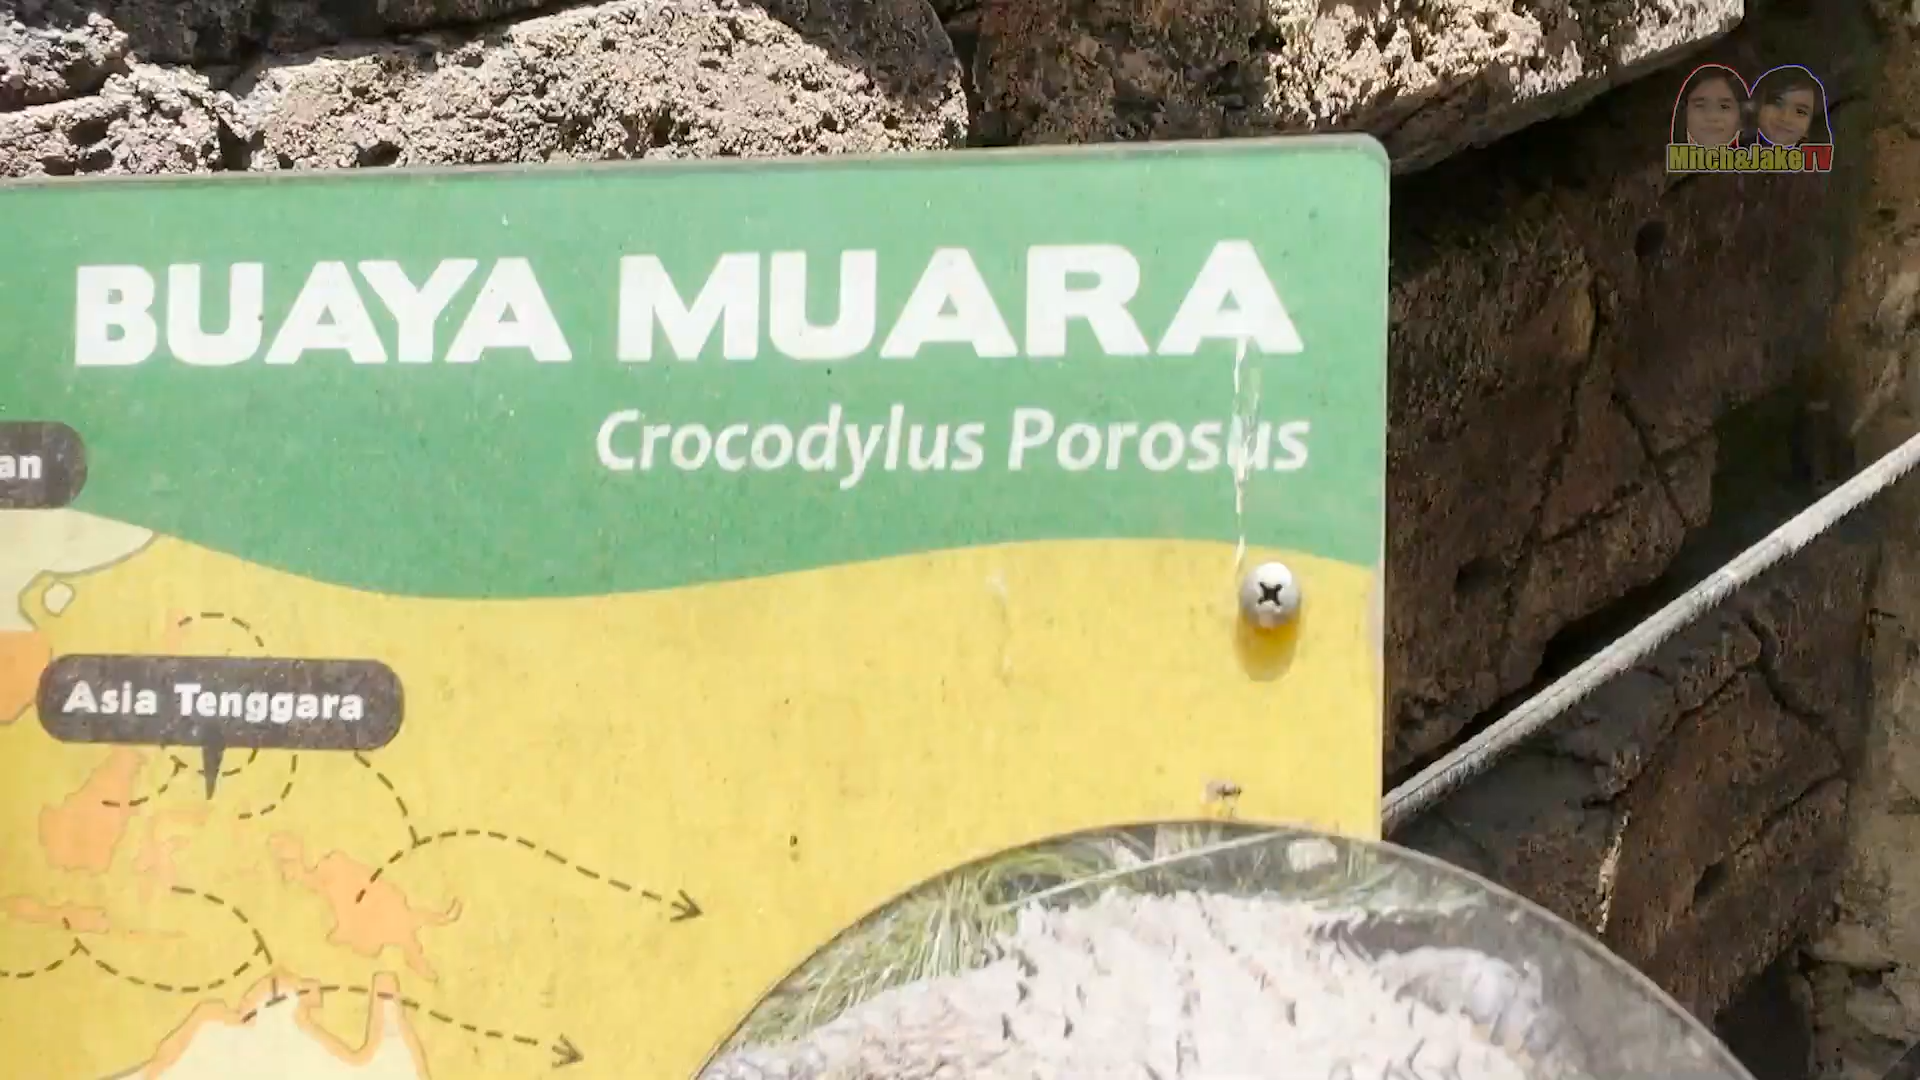 Mitch&JakeTV
BUAYA MUARA
Crocodylus Porosus
an
Asia Tenggara